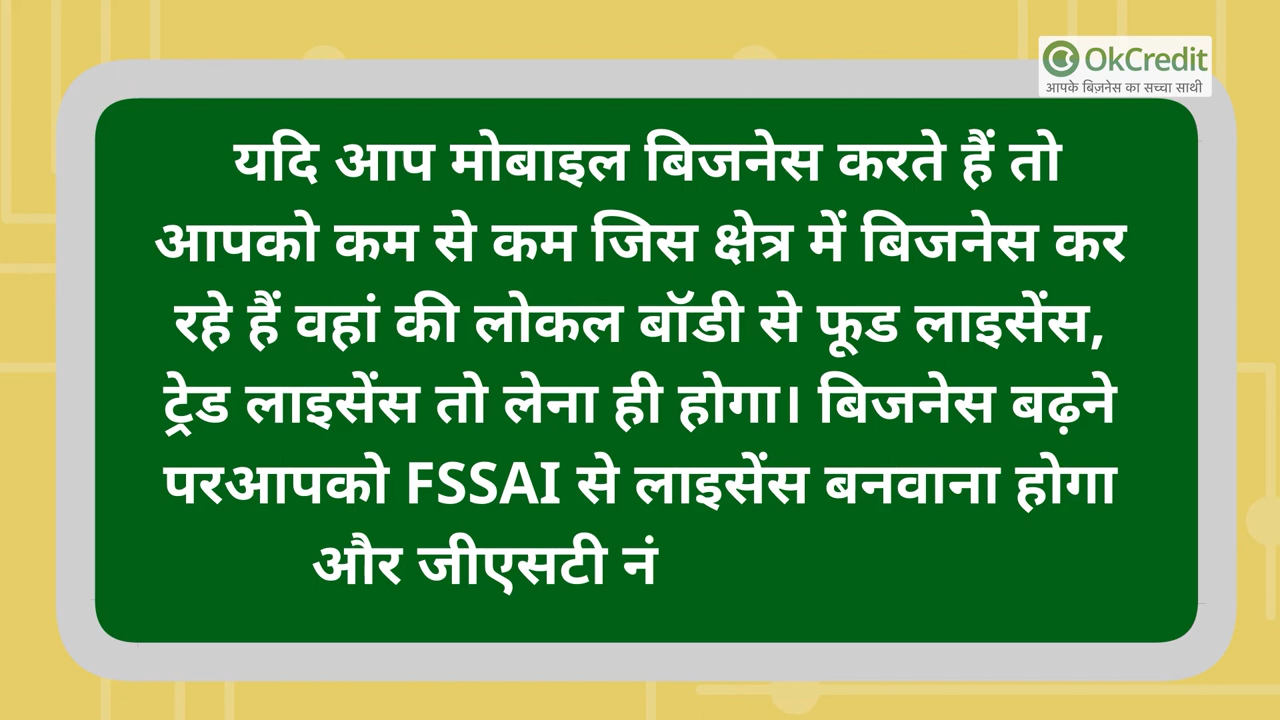 OkCredit
आपके बिज़नेस का सच्चा साथी
यदि आप मोबाइल बिजनेस करते हैं तो
आपको कम से कम जिस क्षेत्र में बिजनेस कर
रहे हैं वहां की लोकल बॉडी से फूड लाइसेंस,
ट्रेड लाइसेंस तो लेना ही होगा। बिजनेस बढ़ने
परआपको FSSAI से लाइसेंस बनवाना होगा
और जीएसटी नं